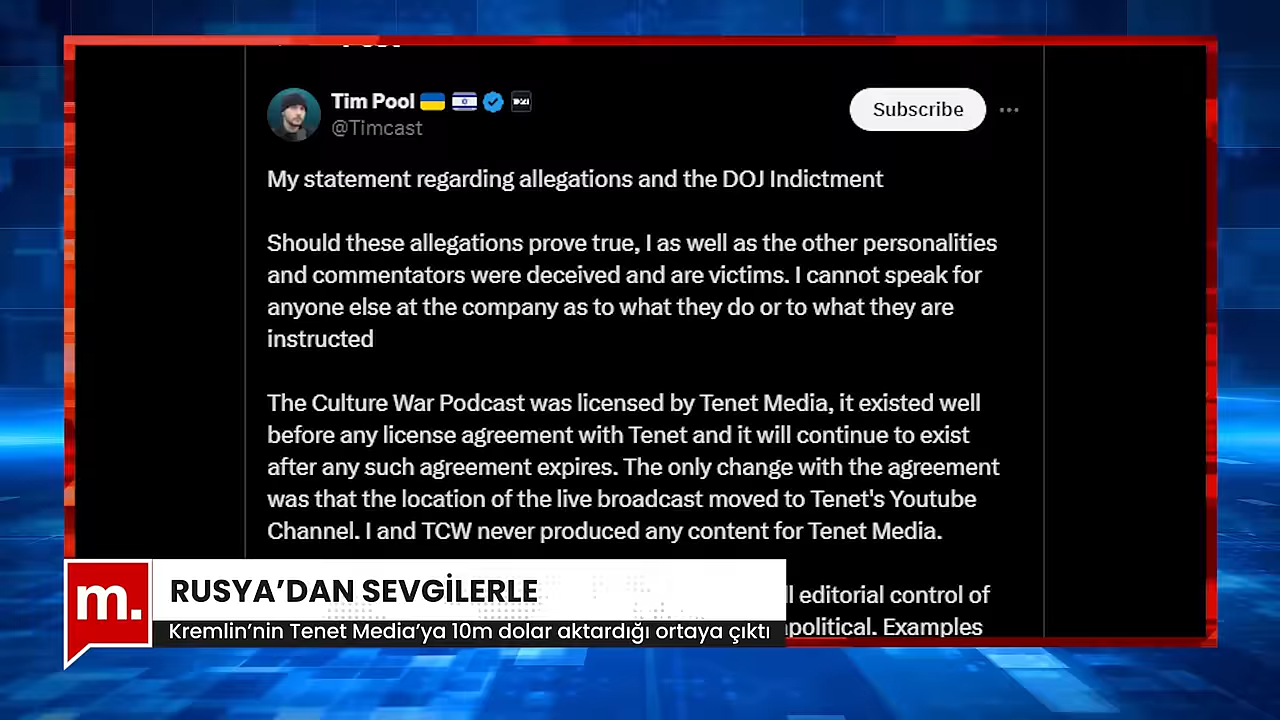 Tim Pool
@Timcast
Subscribe
My statement regarding allegations and the DOJ Indictment
Should these allegations prove true, I as well as the other personalities
and commentators were deceived and are victims. I cannot speak for
anyone else at the company as to what they do or to what they are
instructed
The Culture War Podcast was licensed by Tenet Media, it existed well
before any license agreement with Tenet and it will continue to exist
after any such agreement expires. The only change with the agreement
was that the location of the live broadcast moved to Tenet's Youtube
Channel. I and TCW never produced any content for Tenet Media.
editorial control of
apolitical. Examples
m.
RUSYA’DAN SEVGİLERLE
Kremlin’nin Tenet Media’ya 10m dolar aktardığı ortaya çıktı